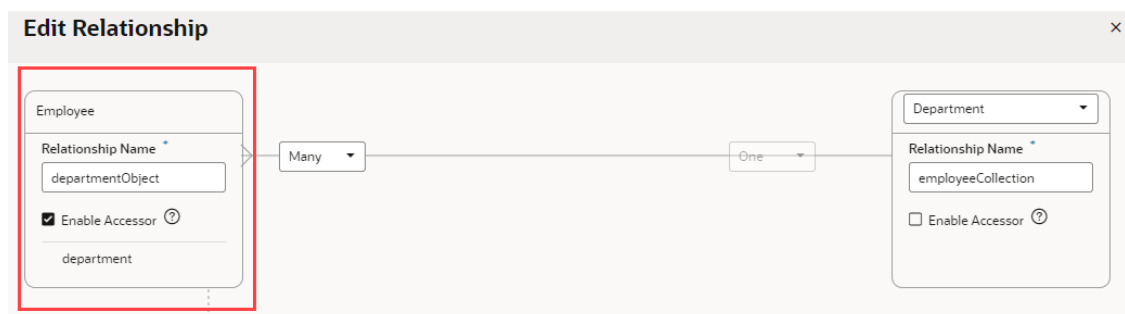 Edit Relationship
×
Employee
Relationship Name *
departmentObject
Enable Accessor ?
department
Many
One
Department
Relationship Name *
employeeCollection
Enable Accessor ?